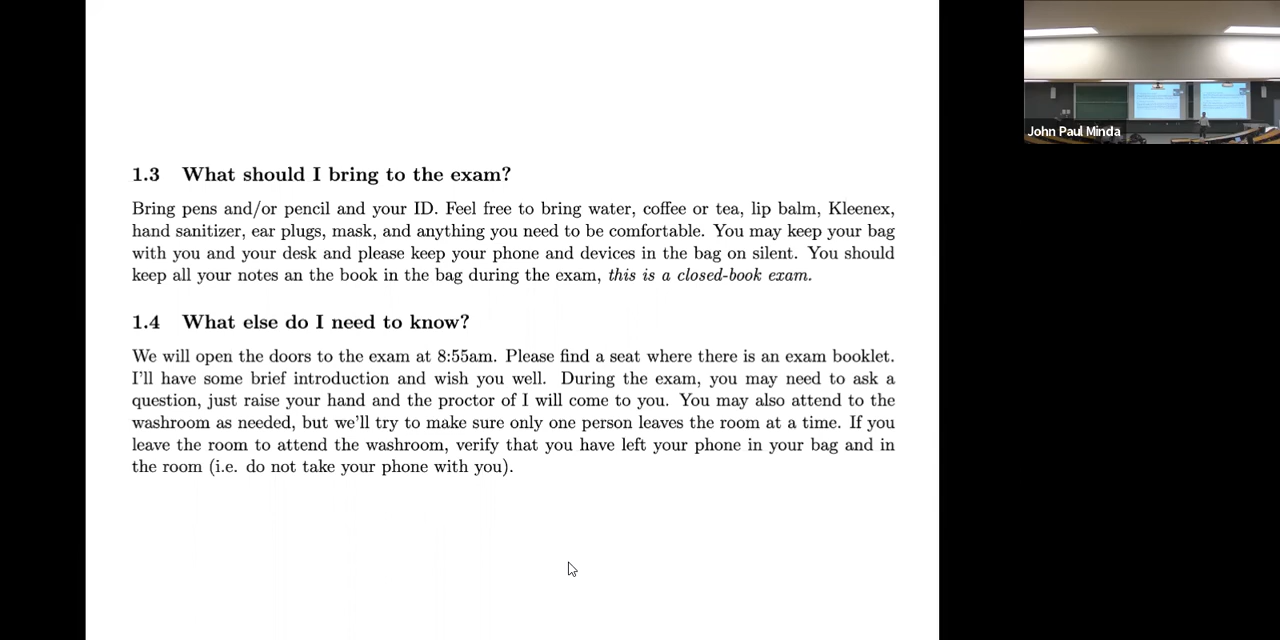 1.3 What should I bring to the exam?
Bring pens and/or pencil and your ID. Feel free to bring water, coffee or tea, lip balm, Kleenex,
hand sanitizer, ear plugs, mask, and anything you need to be comfortable. You may keep your bag
with you and your desk and please keep your phone and devices in the bag on silent. You should
keep all your notes an the book in the bag during the exam, this is a closed-book exam.
1.4 What else do I need to know?
We will open the doors to the exam at 8:55am. Please find a seat where there is an exam booklet.
I'll have some brief introduction and wish you well. During the exam, you may need to ask a
question, just raise your hand and the proctor of I will come to you. You may also attend to the
washroom as needed, but we'll try to make sure only one person leaves the room at a time. If you
leave the room to attend the washroom, verify that you have left your phone in your bag and in
the room (i.e. do not take your phone with you).
John Paul Minda